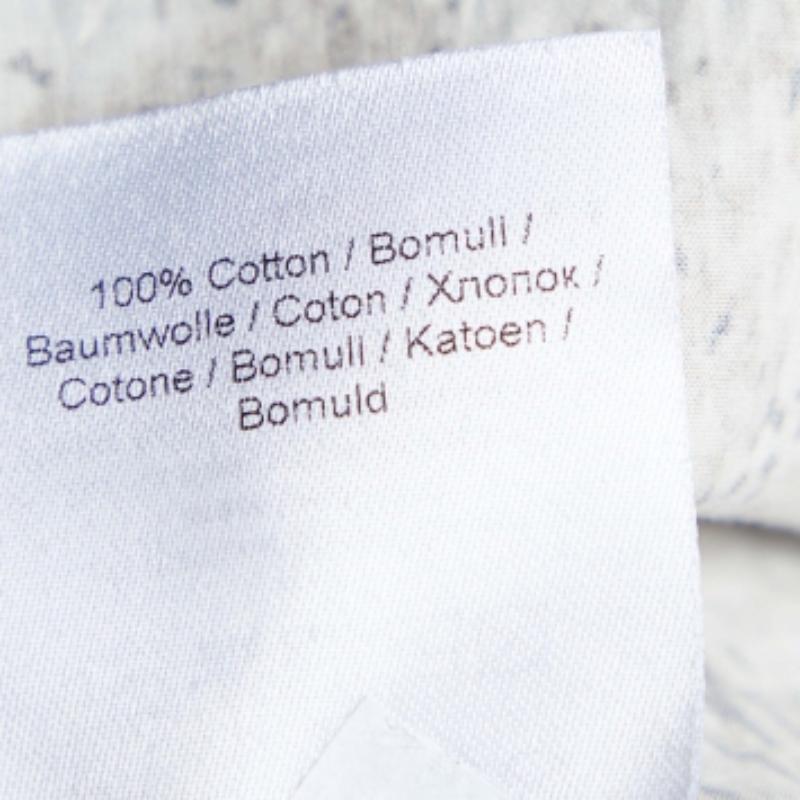 100% Cotton / Bomull /
Baumwolle / Coton / Хлопок /
Cotone / Bomull / Katoen /
Bomuld